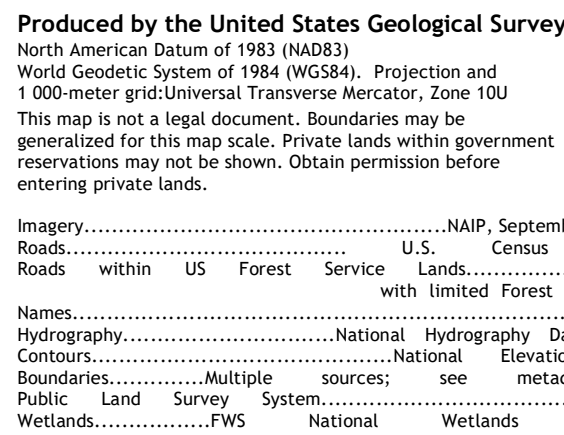 Produced by the United States Geological Survey
North American Datum of 1983 (NAD83)
World Geodetic System of 1984 (WGS84). Projection and
1 000-meter grid:Universal Transverse Mercator, Zone 10U
This map is not a legal document. Boundaries may be
generalized for this map scale. Private lands within government
reservations may not be shown. Obtain permission before
entering private lands.
Imagery.....................................................NAIP,
Roads......................................... U.S. Census
Roads within US Forest Service Lands..............
with limited Forest
Names...........................................................................
Hydrography...............................National Hydrography
Contours............................................National
Boundaries..............Multiple sources; see
Public Land Survey System....................................
Wetlands.................FWS National Wetlands